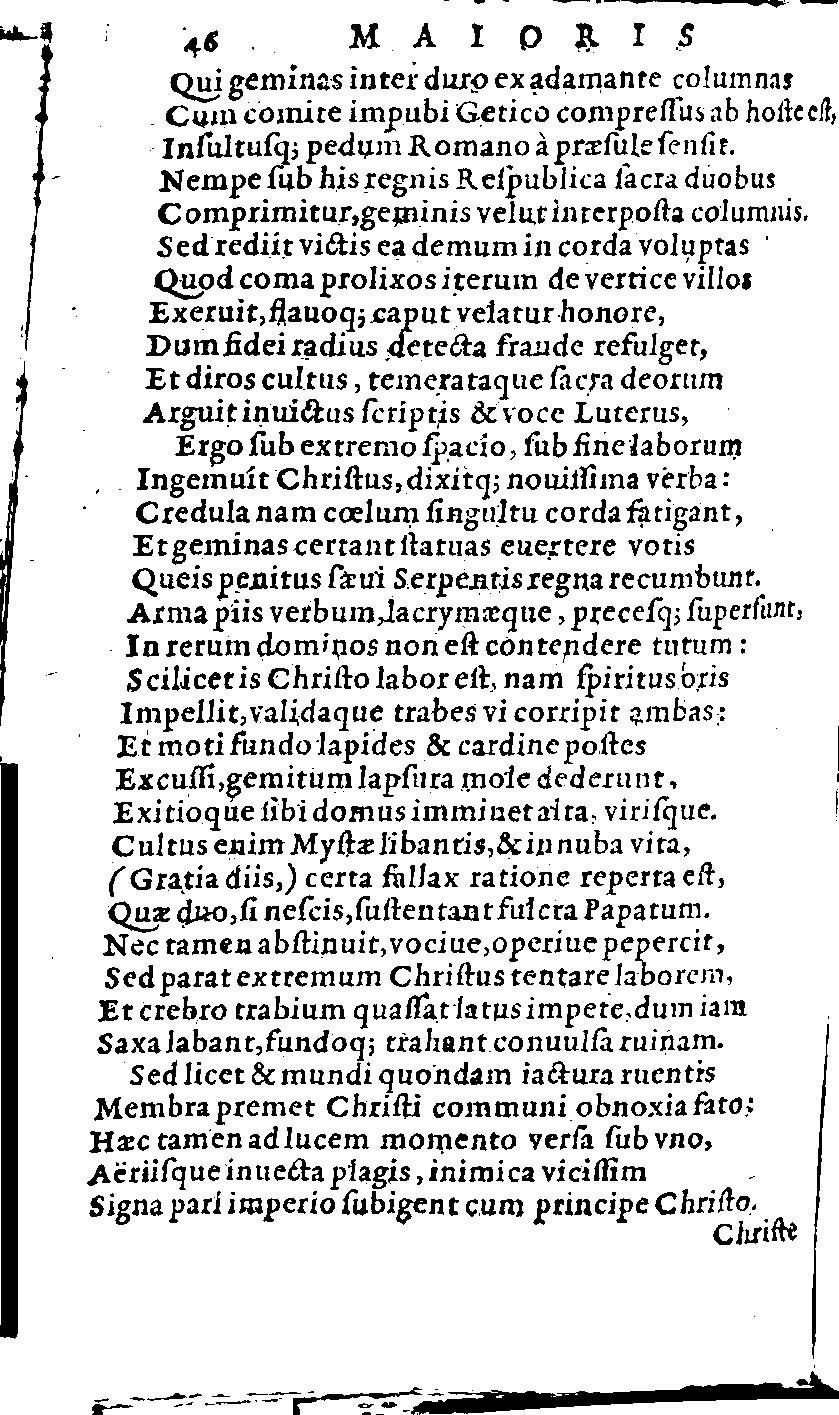 46 MAIORIS
Qui geminas inter duro ex adamante columnas
Cum comite impubi Getico compreſſus ab hoſte eſt,
Inſultuſq; pedum Romano à præſule ſenſit.
Nempe ſub his regnis Reſpublica ſacra duobus
Comprimitur, geminis velut interpoſta columnis.
Sed rediit victis ea demum in corda voluptas
Quod coma prolixos iterum de vertice villos
Exeruit, flauoq; caput velatur honore,
Dum fidei radius detecta fraude refulget,
Et diros cultus, temerataque ſacra deorum
Arguit inuictus ſcriptis & voce Luterus,
Ergo ſub extremo ſpacio, ſub fine laborum
Ingemuit Chriſtus, dixitq; nouiſſima verba:
Credula nam cœlum ſingultu corda fatigant,
Et geminas certant ſtatuas euertere votis
Queis penitus ſæui Serpentis regna recumbunt.
Arma piis verbum, lacrymæque, preceſq; ſuperſunt,
In rerum dominos non eſt contendere tutum:
Scilicet is Chriſto labor eſt, nam ſpiritus oris
Impellit, validaque trabes vi corripit ambas:
Et moti fundo lapides & cardine poſtes
Excuſſi, gemitum lapſura mole dederunt,
Exitioque ſibi domus imminet alta, viriſque.
Cultus enim Myſtæ libantis, & innuba vita,
(Gratia diis,) certa fallax ratione reperta eſt,
Quæ duo, ſi neſcis, ſuſtentant fulcra Papatum.
Nec tamen abſtinuit, vociue, operiue pepercit,
Sed parat extremum Chriſtus tentare laborem,
Et crebro trabium quaſſat latus impete, dum iam
Saxa labant, fundoq; trahant conuulſa ruinam.
Sed licet & mundi quondam iactura ruentis
Membra premet Chriſti communi obnoxia fato:
Hæc tamen ad lucem momento verſa ſub vno,
Aëriiſque inuecta plagis, inimica viciſſim
Signa pari imperio ſubigent cum principe Chriſto.
Chriſte